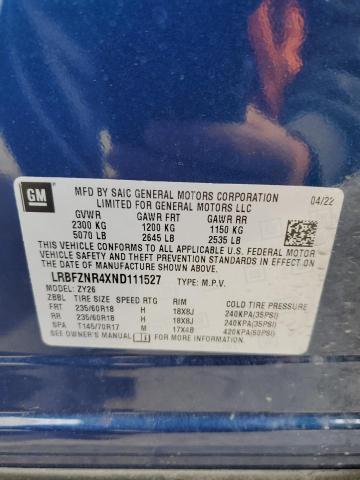 GM
MFD BY SAIC GENERAL MOTORS CORPORATION
LIMITED FOR GENERAL MOTORS LLC
04/22
GVWR GAWR FRT GAWR RR
2300 KG 1200 KG 1150 KG
5070 LB 2645 LB 2535 LB
THIS VEHICLE CONFORMS TO ALL APPLICABLE U.S. FEDERAL MOTOR
VEHICLE SAFETY, BUMPER, AND THEFT PREVENTION STANDARDS
IN EFFECT ON THE DATE OF MANUFACTURE SHOWN ABOVE.
LRBFZNR4XND111527 TYPE: M.P.V.
MODEL: ZY26
ZBBL TIRE SIZE SPEED RTG RIM COLD TIRE PRESSURE
FRT 235/60R18 H 18X8J 240KPA(35PSI)
RR 235/60R18 H 18X8J 240KPA(35PSI)
SPA T145/70R17 M 17X4B 420KPA(60PSI)
SEE OWNER'S MANUAL FOR MORE INFORMATION